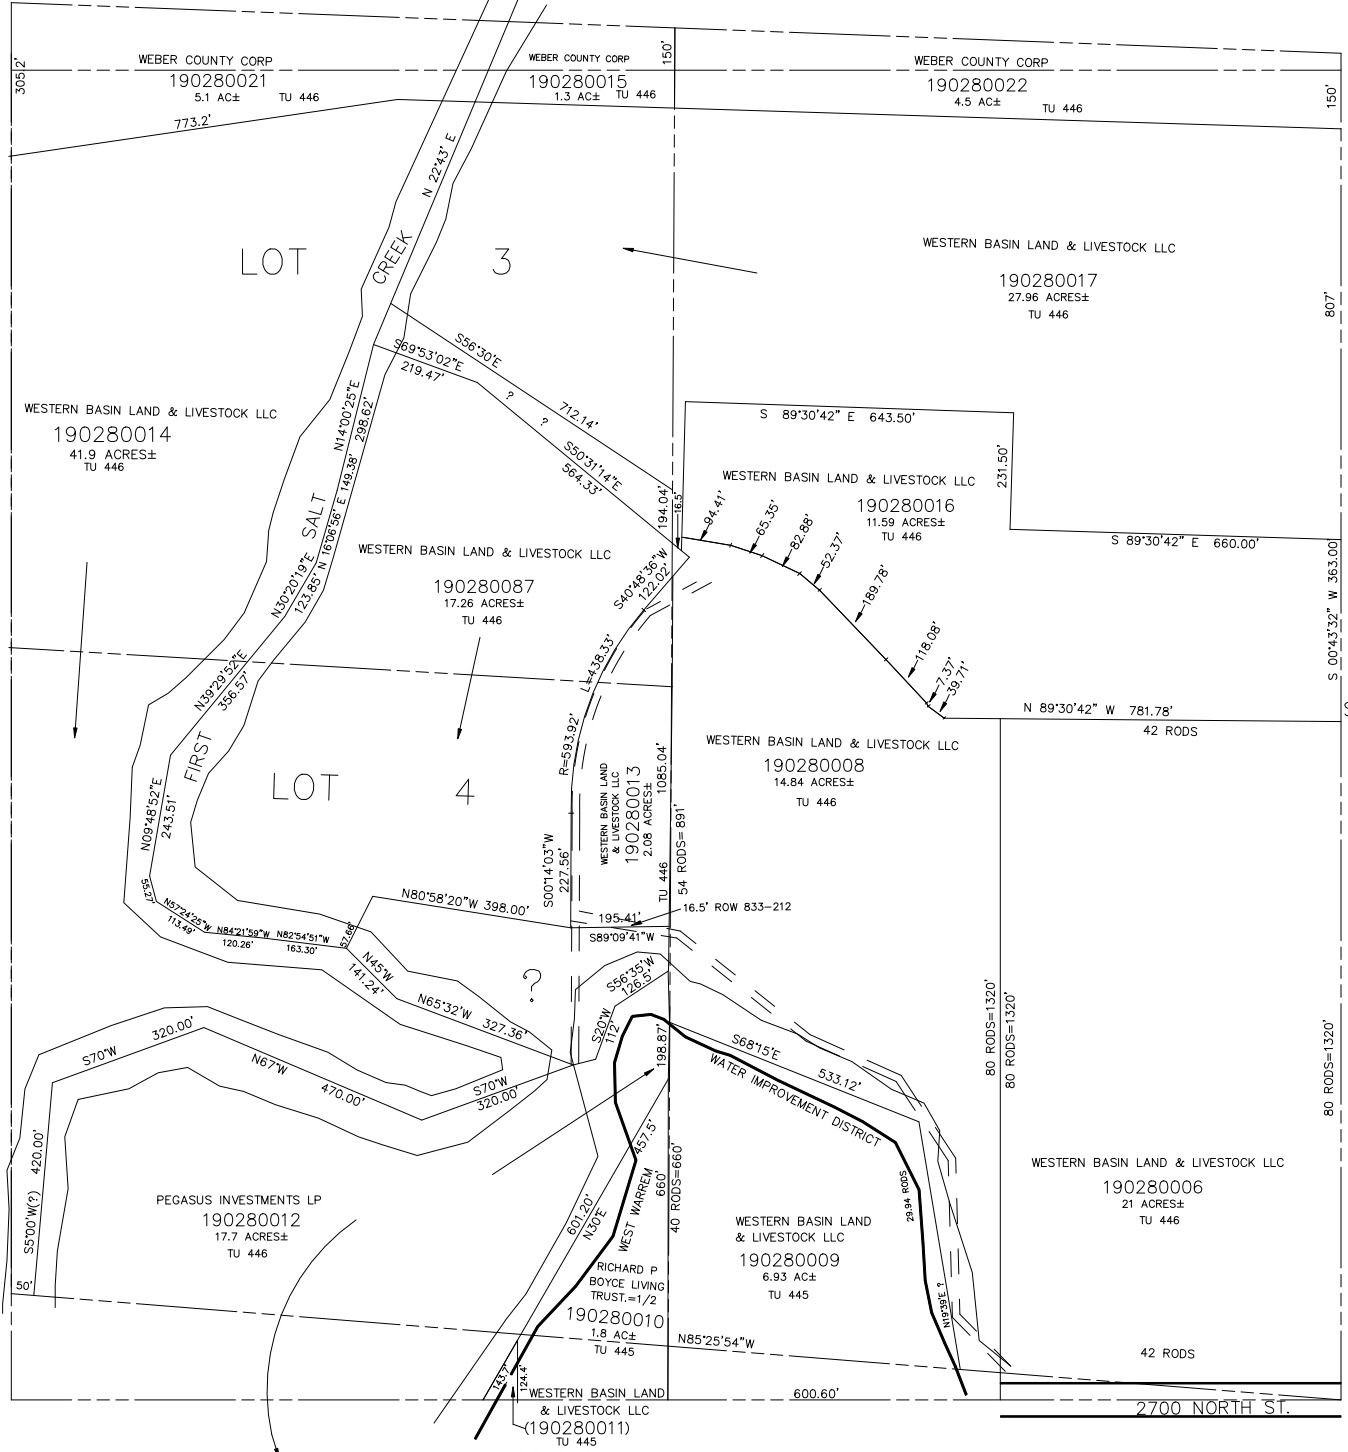 WEBER COUNTY CORP
190280021
5.1 AC± TU 446
305.2'
773.2'
WEBER COUNTY CORP
190280015
1.3 AC± TU 446
150'
WEBER COUNTY CORP
190280022
4.5 AC± TU 446
150'
N 22°43' E
LOT 3
CREEK
WESTERN BASIN LAND & LIVESTOCK LLC
190280017
27.96 ACRES±
TU 446
807'
S56°30'E
712.14'
S69°53'02"E
219.47'
?
?
S50°31'14"E
564.33'
N14°00'25"E
298.62'
WESTERN BASIN LAND & LIVESTOCK LLC
190280014
41.9 ACRES±
TU 446
S 89°30'42" E 643.50'
231.50'
WESTERN BASIN LAND & LIVESTOCK LLC
190280016
11.59 ACRES±
TU 446
194.04'
16.5'
94.41'
65.35'
82.88'
52.37'
189.78'
118.08'
7.37'
39.71'
S 89°30'42" E 660.00'
S 00°43'32" W 363.00'
SALT
N 16°06'56" E 149.38'
N30°20'19"E
123.85'
WESTERN BASIN LAND & LIVESTOCK LLC
190280087
17.26 ACRES±
TU 446
S40°48'36"W
122.02'
L=438.33'
R=593.92'
N39°29'52"E
356.57'
FIRST
N 89°30'42" W 781.78'
42 RODS
WESTERN BASIN LAND & LIVESTOCK LLC
190280008
14.84 ACRES±
TU 446
LOT 4
WESTERN BASIN LAND
& LIVESTOCK LLC
190280013
2.08 ACRES±
TU 446
1085.04'
54 RODS= 891'
N09°48'52"E
243.51'
S00°14'03"W
227.56'
55.27'
N57°24'25"W
113.49'
N84°21'59"W
120.26'
N82°54'51"W
163.30'
57.66'
N80°58'20"W 398.00'
195.41'
S89°09'41"W
16.5' ROW 833-212
N45°W
141.24'
N65°32'W 327.36'
?
S56°35'W
126.5'
S20°W
112'
198.87'
S68°15'E
533.12'
WATER IMPROVEMENT DISTRICT
80 RODS=1320'
80 RODS=1320'
80 RODS=1320'
S70°W 320.00'
N67°W 470.00'
S70°W
320.00'
S5°00'W(?) 420.00'
50'
PEGASUS INVESTMENTS LP
190280012
17.7 ACRES±
TU 446
457.5'
660'
40 RODS=660'
601.20'
N30°E
WEST WARREM
RICHARD P
BOYCE LIVING
TRUST.=1/2
190280010
1.8 AC±
TU 445
WESTERN BASIN LAND
& LIVESTOCK LLC
190280009
6.93 AC±
TU 445
29.94 RODS
N19°39'E ?
WESTERN BASIN LAND & LIVESTOCK LLC
190280006
21 ACRES±
TU 446
N85°25'54"W
42 RODS
143.7'
124.4'
WESTERN BASIN LAND
& LIVESTOCK LLC
(190280011)
TU 445
600.60'
2700 NORTH ST.